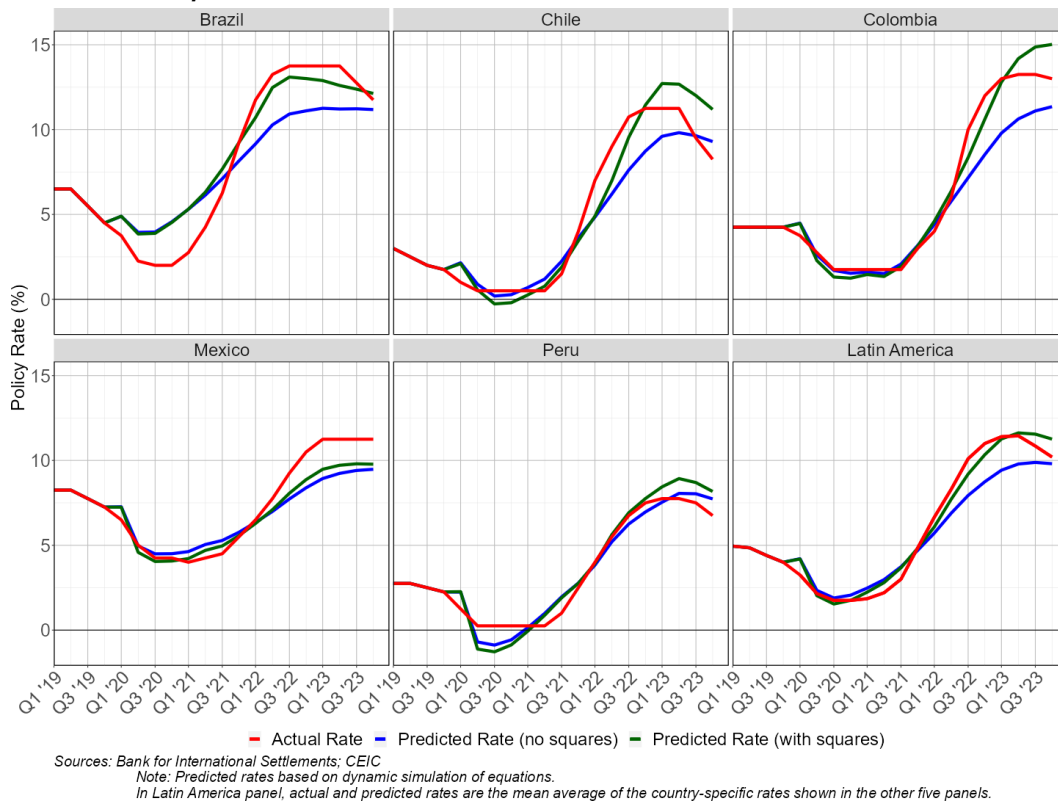 Brazil
Chile
Colombia
15
10
5
0
Policy Rate (%)
Mexico
Peru
Latin America
15
10
5
0
Q1 '19
Q3 '19
Q1 '20
Q3 '20
Q1 '21
Q3 '21
Q1 '22
Q3 '22
Q1 '23
Q3 '23
Q1 '19
Q3 '19
Q1 '20
Q3 '20
Q1 '21
Q3 '21
Q1 '22
Q3 '22
Q1 '23
Q3 '23
Q1 '19
Q3 '19
Q1 '20
Q3 '20
Q1 '21
Q3 '21
Q1 '22
Q3 '22
Q1 '23
Q3 '23
Actual Rate Predicted Rate (no squares) Predicted Rate (with squares)
Sources: Bank for International Settlements; CEIC
Note: Predicted rates based on dynamic simulation of equations.
In Latin America panel, actual and predicted rates are the mean average of the country-specific rates shown in the other five panels.